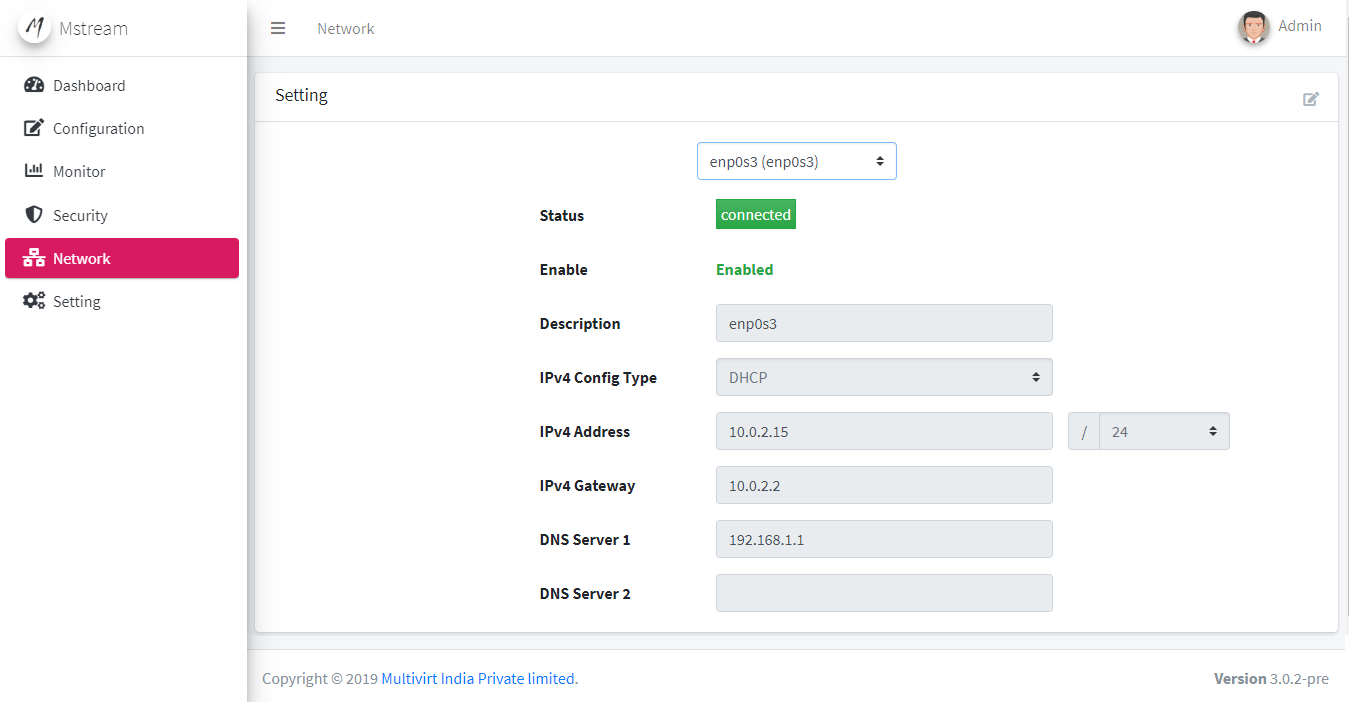 Mstream
Network
Admin
Dashboard
Configuration
Monitor
Security
Network
Setting
Setting
enp0s3 (enp0s3)
Status connected
Enable Enabled
Description enp0s3
IPv4 Config Type DHCP
IPv4 Address 10.0.2.15 / 24
IPv4 Gateway 10.0.2.2
DNS Server 1 192.168.1.1
DNS Server 2
Copyright © 2019 Multivirt India Private limited.
Version 3.0.2-pre